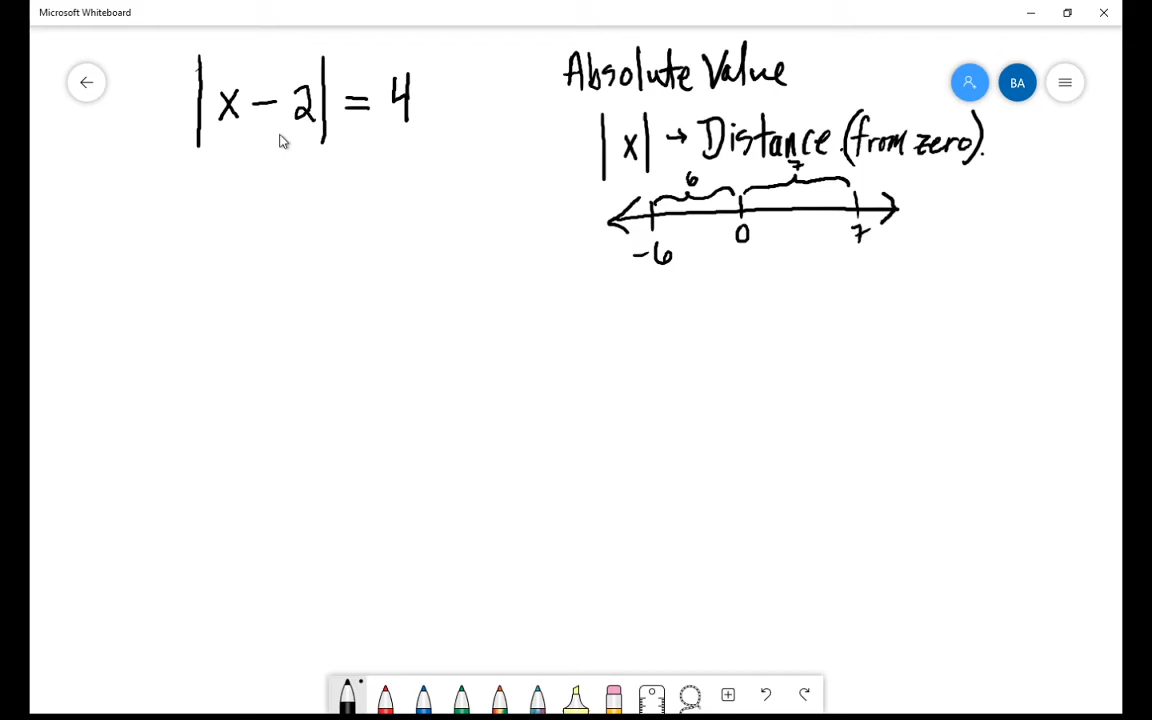 Microsoft Whiteboard
|x - 2| = 4
Absolute Value
BA
|x| → Distance (from zero).
6 7
-6 0 7